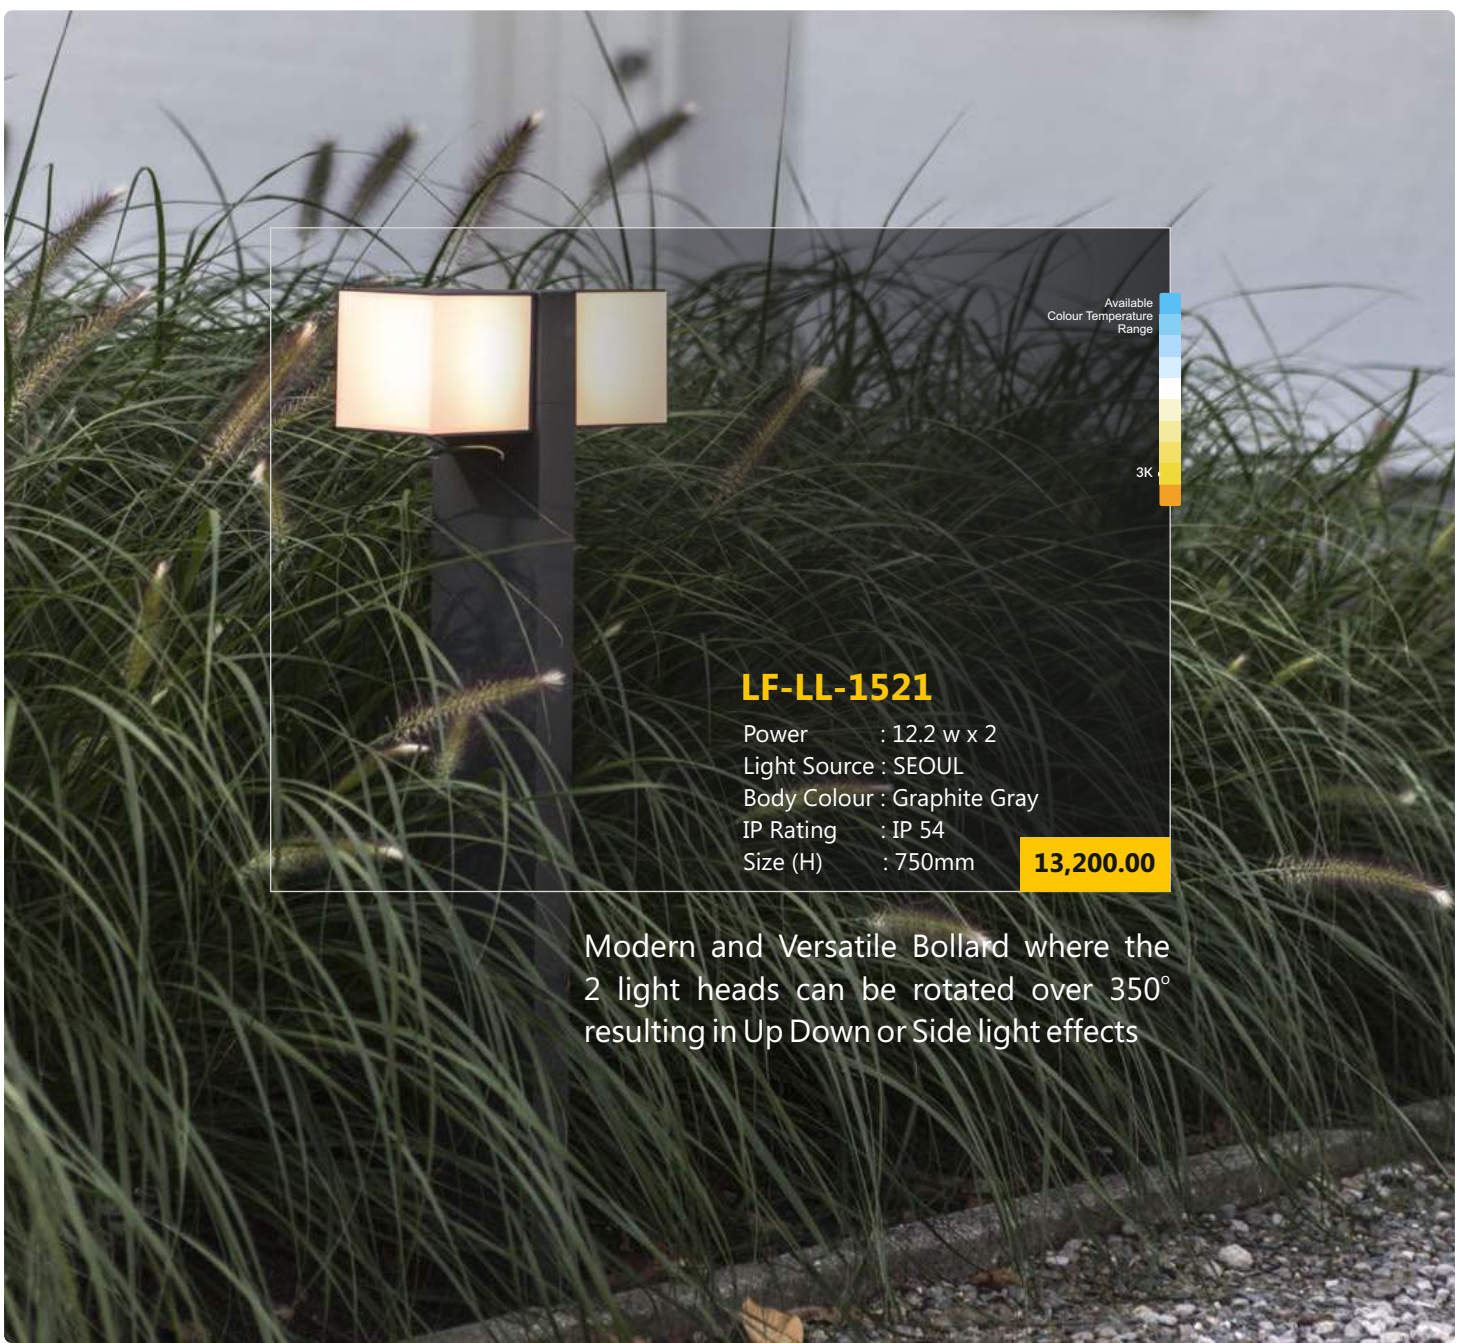 Available
Colour Temperature
Range
3K
LF-LL-1521
Power : 12.2 w x 2
Light Source : SEOUL
Body Colour : Graphite Gray
IP Rating : IP 54
Size (H) : 750mm
13,200.00
Modern and Versatile Bollard where the
2 light heads can be rotated over 350°
resulting in Up Down or Side light effects